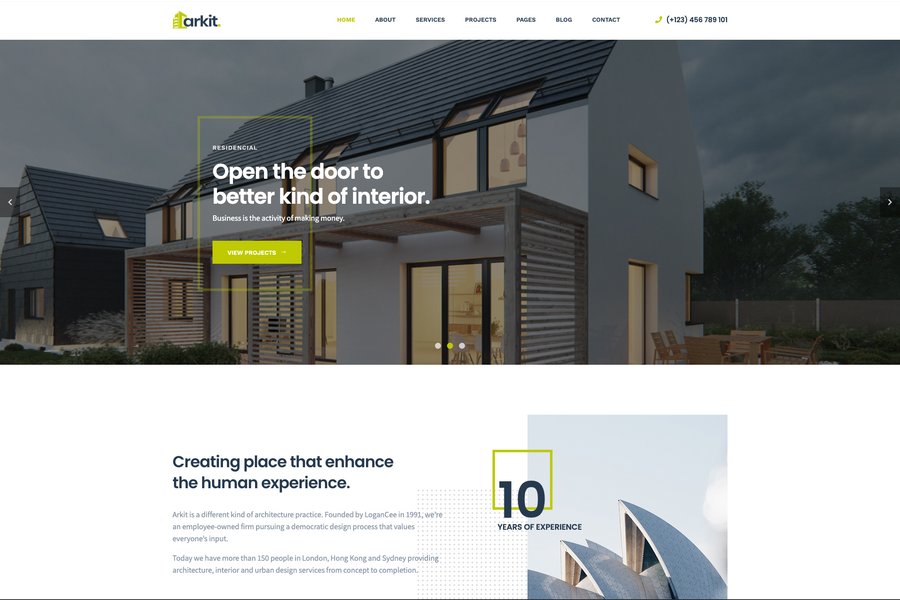 arkit.
HOME ABOUT SERVICES PROJECTS PAGES BLOG CONTACT (+123) 456 789 101
RESIDENCIAL
Open the door to
better kind of interior.
Business is the activity of making money.
VIEW PROJECTS →
Creating place that enhance
the human experience.
Arkit is a different kind of architecture practice. Founded by LoganCee in 1991, we're
an employee-owned firm pursuing a democratic design process that values
everyone's input.
Today we have more than 150 people in London, Hong Kong and Sydney providing
architecture, interior and urban design services from concept to completion.
10
YEARS OF EXPERIENCE